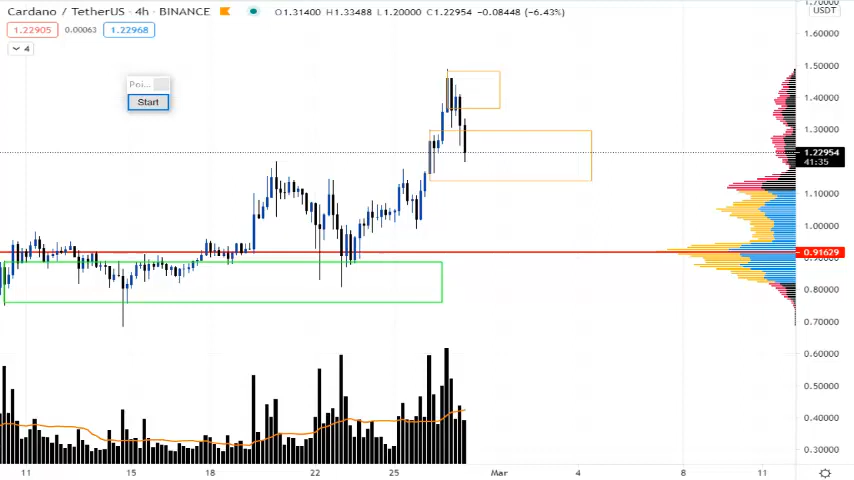 Cardano / TetherUS · 4h · BINANCE O1.31400 H1.33488 L1.20000 C1.22954 −0.08448 (−6.43%)
USDT
1.22905 0.00063 1.22968
4
1.60000
1.50000
Poi...
Start
1.40000
1.30000
1.22954
41:35
1.10000
1.00000
0.91629
0.80000
0.70000
0.60000
0.50000
0.40000
0.30000
11 15 18 22 25 Mar 4 8 11